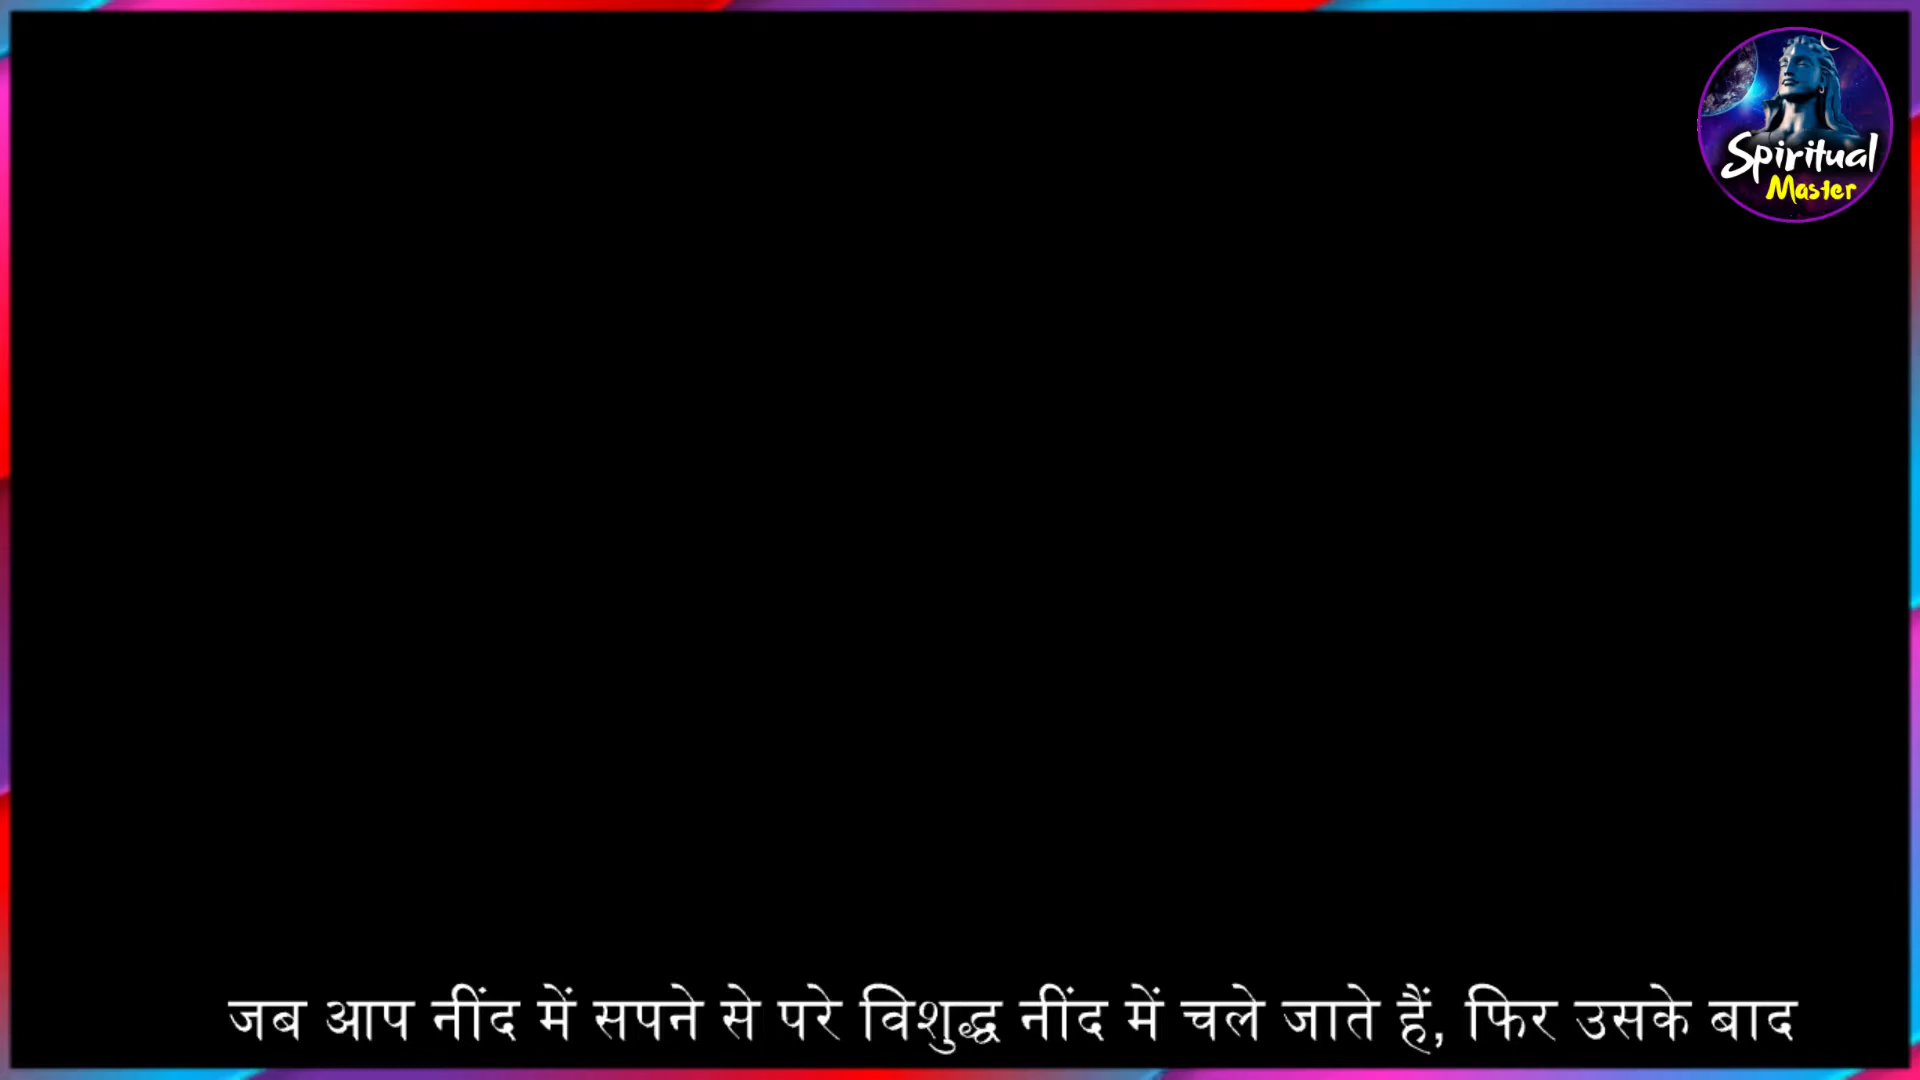 Spiritual
Master
जब आप नींद में सपने से परे विशुद्ध नींद में चले जाते हैं, फिर उसके बाद